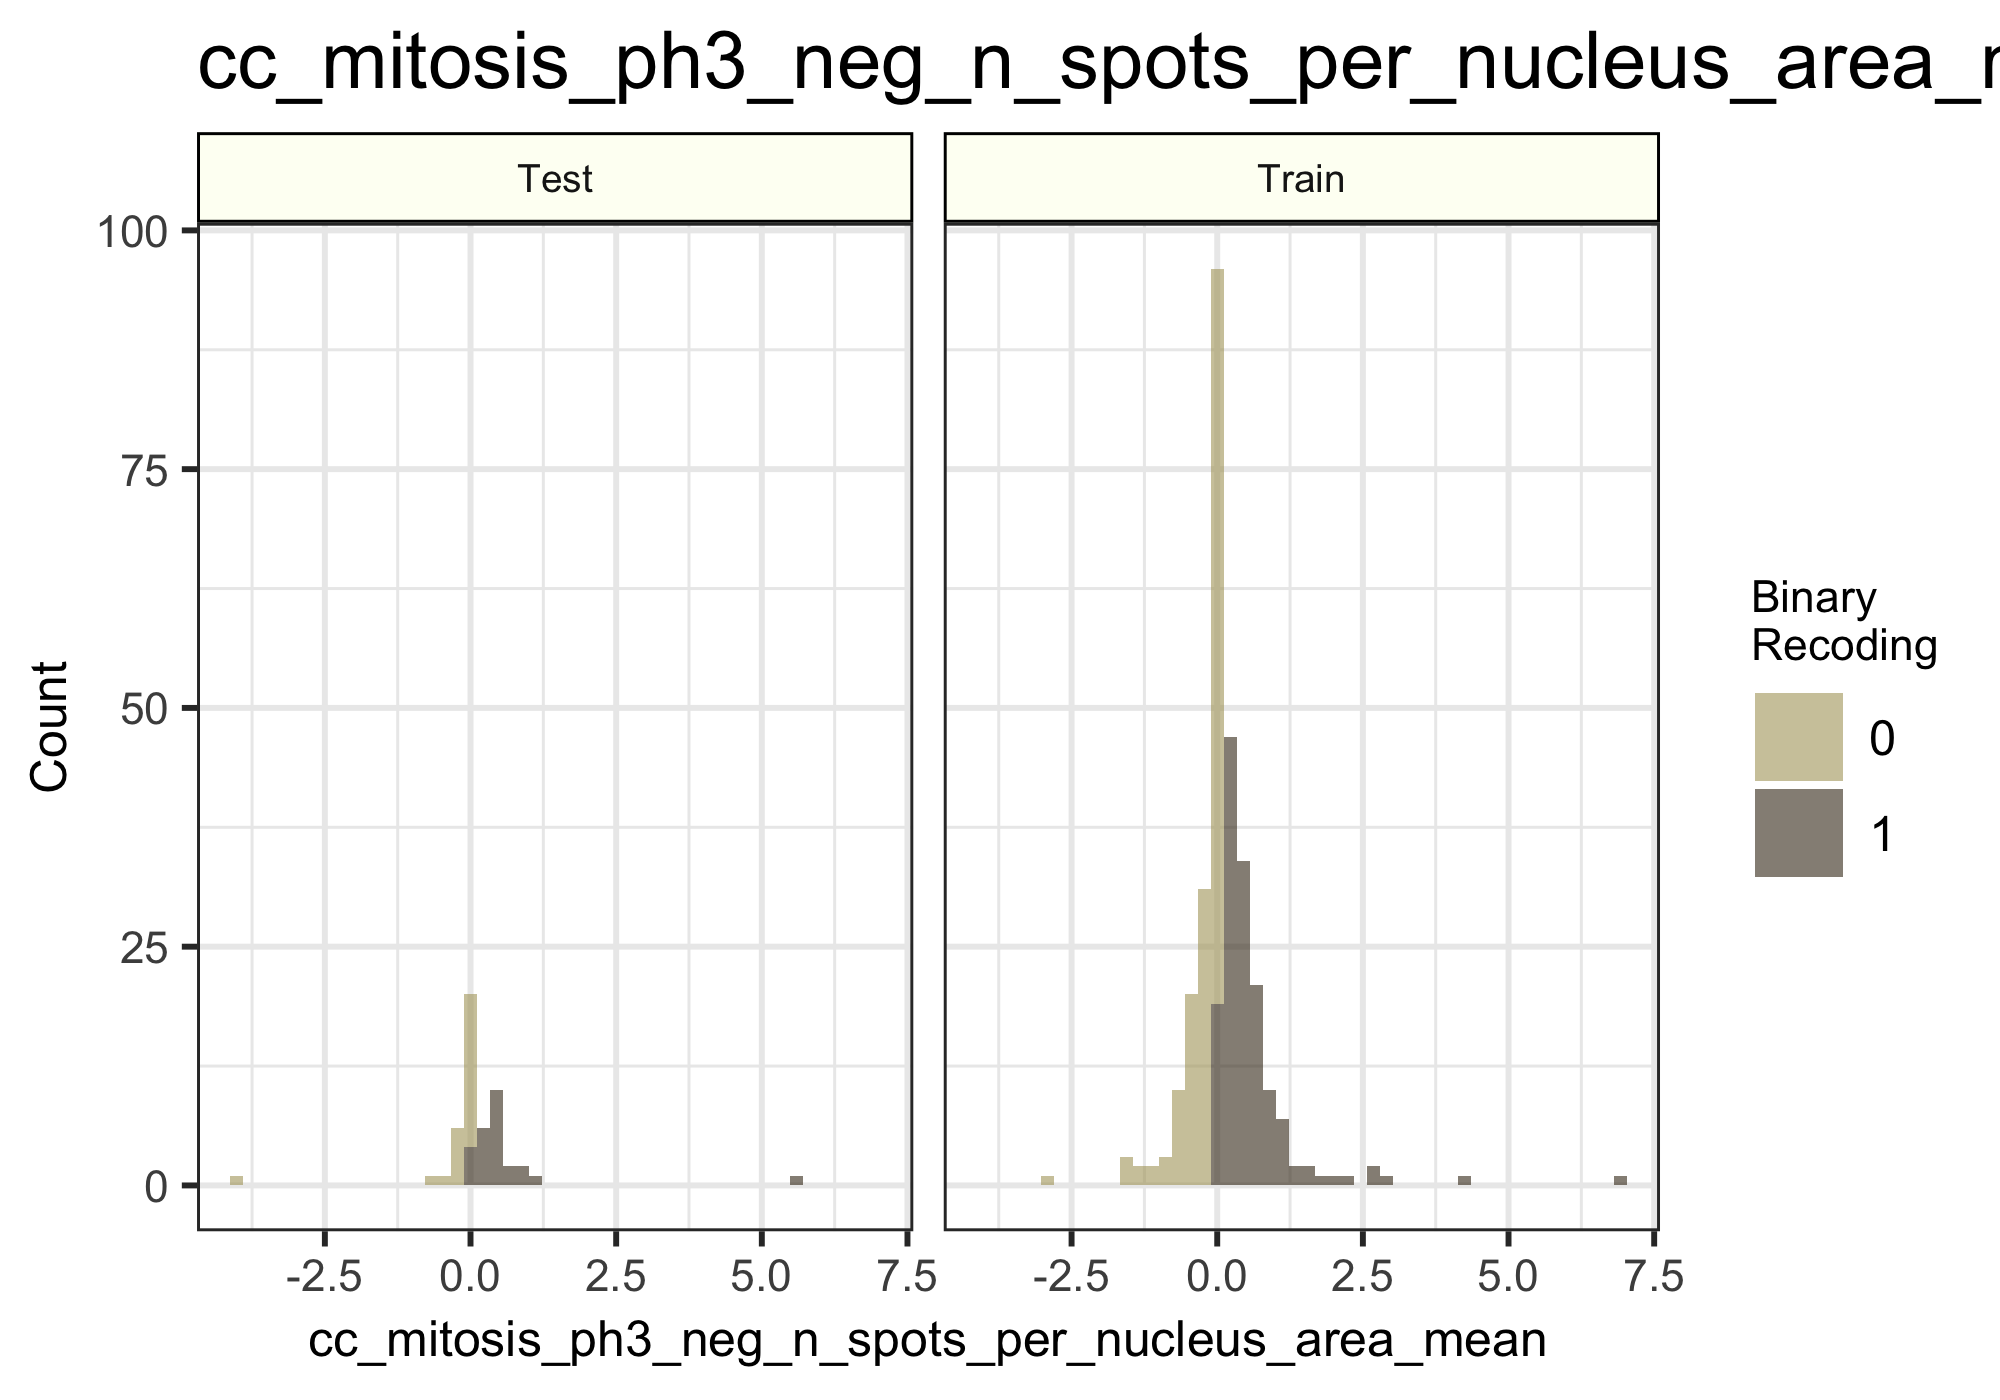 cc_mitosis_ph3_neg_n_spots_per_nucleus_area_
Test
Train
100
75
50
25
0
Count
-2.5 0.0 2.5 5.0 7.5
-2.5 0.0 2.5 5.0 7.5
cc_mitosis_ph3_neg_n_spots_per_nucleus_area_mean
Binary
Recoding
0
1